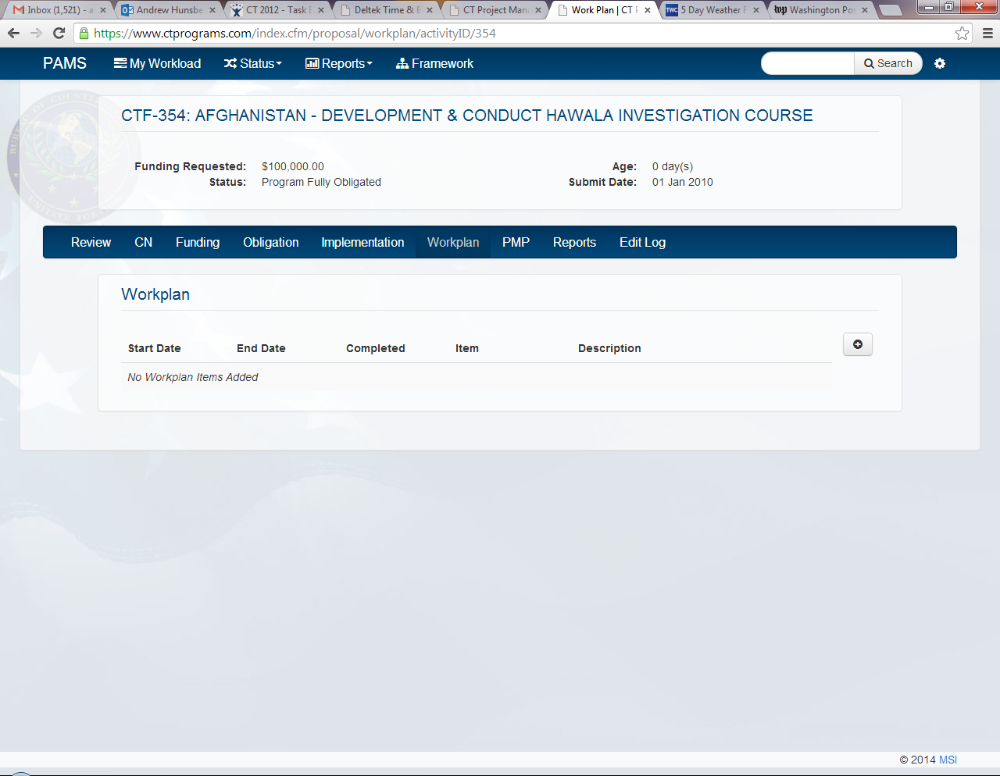 Inbox (1,521) - a
Andrew Hunsbe
CT 2012 - Task
Deltek Time & E
CT Project Man
Work Plan | CT P
TWC 5 Day Weather F
wp Washington Pos
https://www.ctprograms.com/index.cfm/proposal/workplan/activityID/354
PAMS My Workload Status Reports Framework Search
CTF-354: AFGHANISTAN - DEVELOPMENT & CONDUCT HAWALA INVESTIGATION COURSE
Funding Requested: $100,000.00 Age: 0 day(s)
Status: Program Fully Obligated Submit Date: 01 Jan 2010
Review CN Funding Obligation Implementation Workplan PMP Reports Edit Log
Workplan
Start Date End Date Completed Item Description
No Workplan Items Added
© 2014 MSI